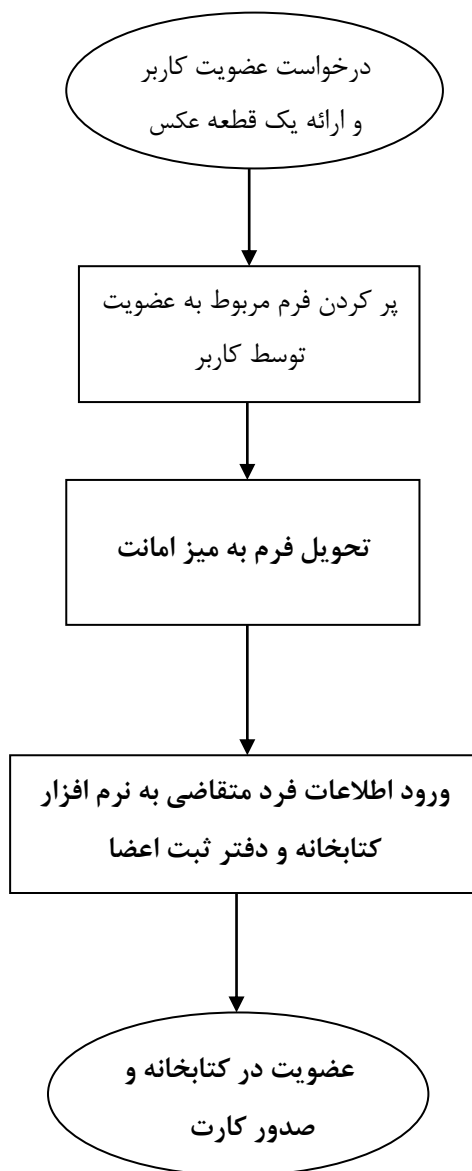 درخواست عضویت کاربر
و ارائه یک قطعه عکس
پر کردن فرم مربوط به عضویت
توسط کاربر
تحویل فرم به میز امانت
ورود اطلاعات فرد متقاضی به نرم افزار
کتابخانه و دفتر ثبت اعضا
عضویت در کتابخانه و
صدور کارت